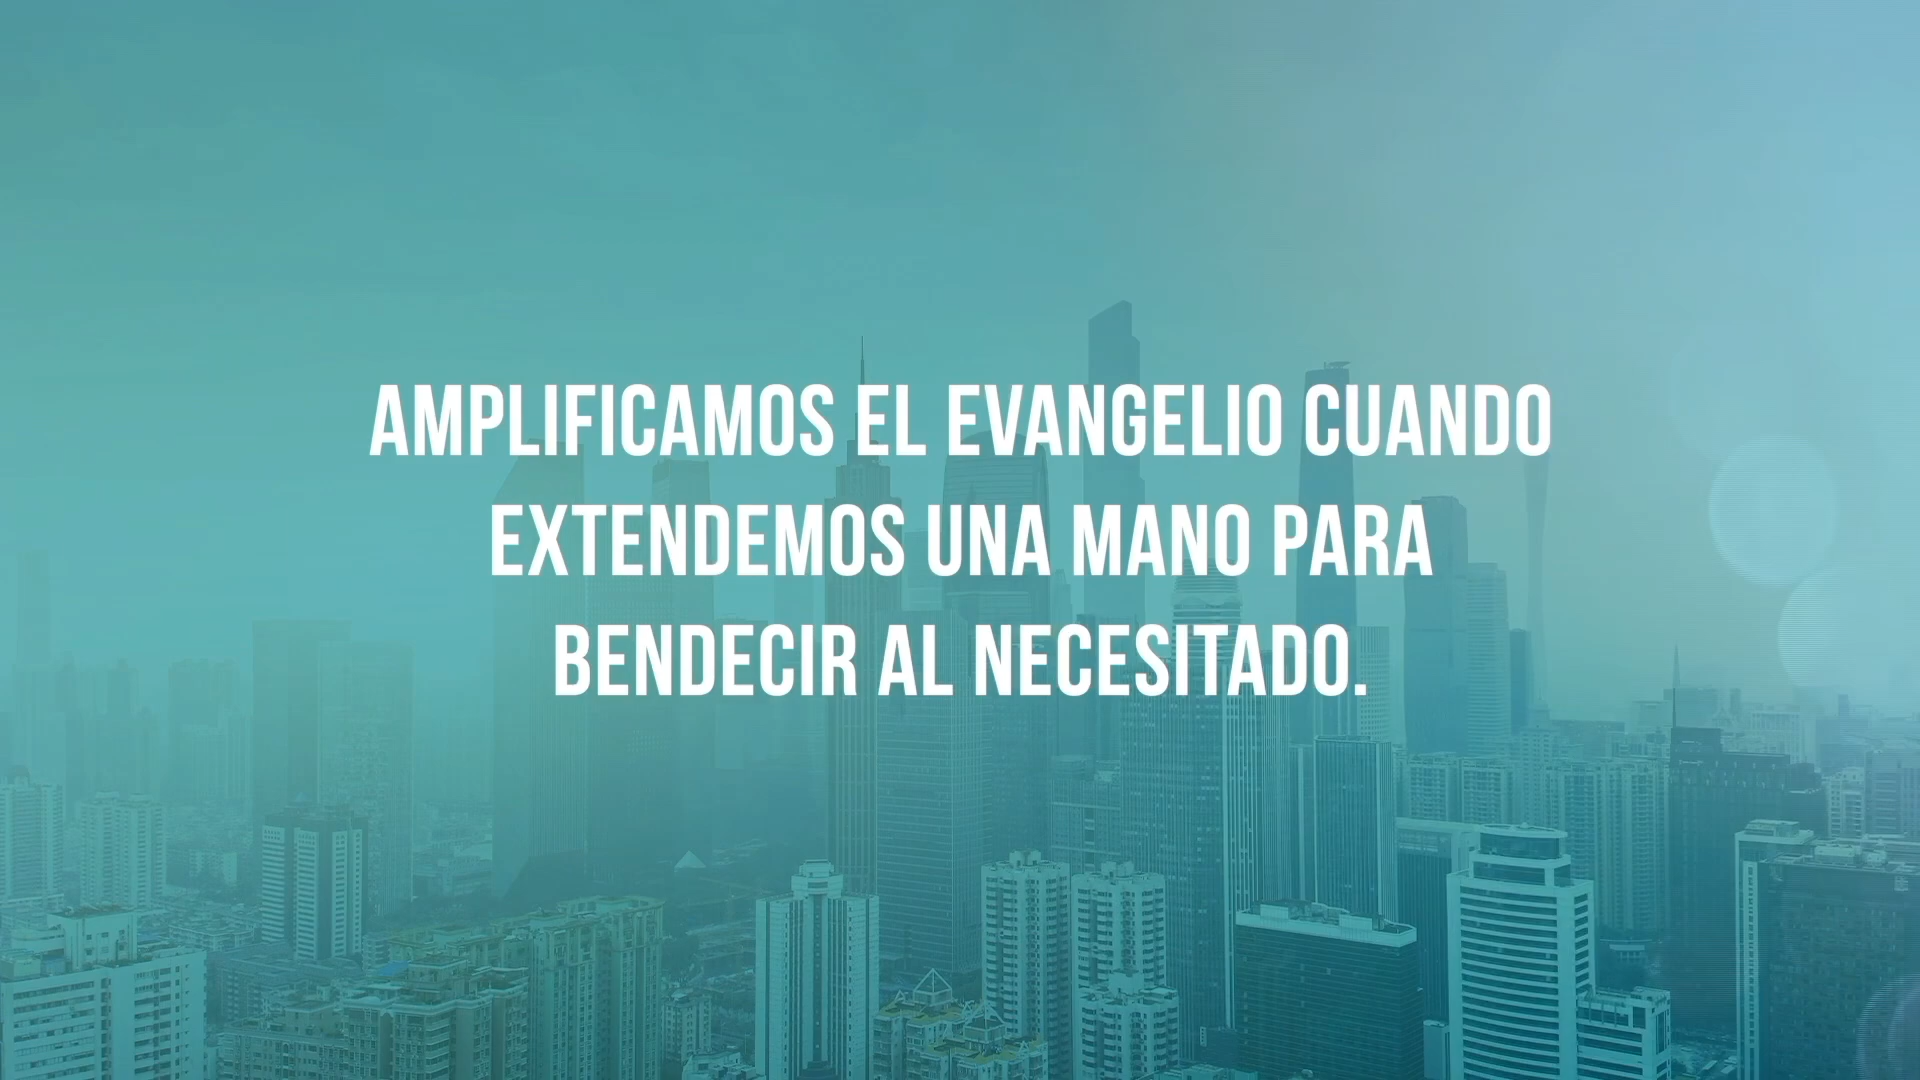 AMPLIFICAMOS EL EVANGELIO CUANDO
EXTENDEMOS UNA MANO PARA
BENDECIR AL NECESITADO.